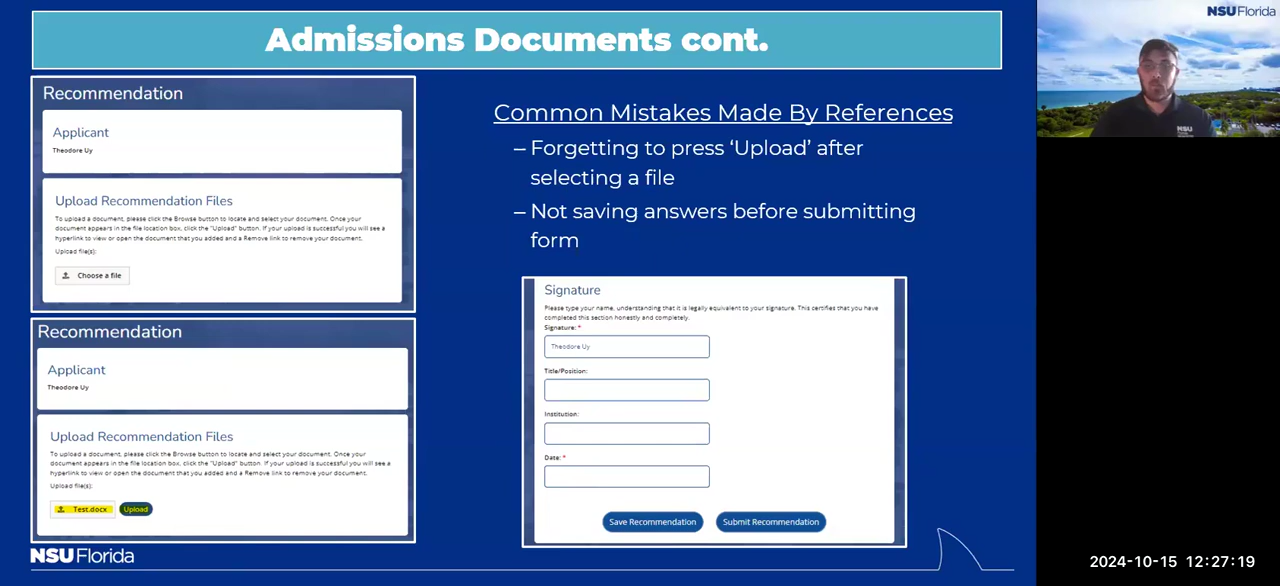 Admissions Documents cont.
Recommendation
Applicant
Theodore Uy
Upload Recommendation Files
To upload a document, please click the Browse button to locate and select your document. Once your
document appears in the file location box, click the "Upload" button. If your upload is successful you will see a
hyperlink to view or open the document that you added and a Remove link to remove your document.
Upload file(s):
Choose a file
Recommendation
Applicant
Theodore Uy
Upload Recommendation Files
To upload a document, please click the Browse button to locate and select your document. Once your
document appears in the file location box, click the "Upload" button. If your upload is successful you will see a
hyperlink to view or open the document that you added and a Remove link to remove your document.
Upload file(s):
Test.docx Upload
NSU Florida
Common Mistakes Made By References
– Forgetting to press ‘Upload’ after
selecting a file
– Not saving answers before submitting
form
Signature
Please type your name, understanding that it is legally equivalent to your signature. This certifies that you have
completed this section honestly and completely.
Signature: *
Theodore Uy
Title/Position:
Institution:
Date: *
Save Recommendation Submit Recommendation
NSU Florida
NSU
2024-10-15 12:27:19